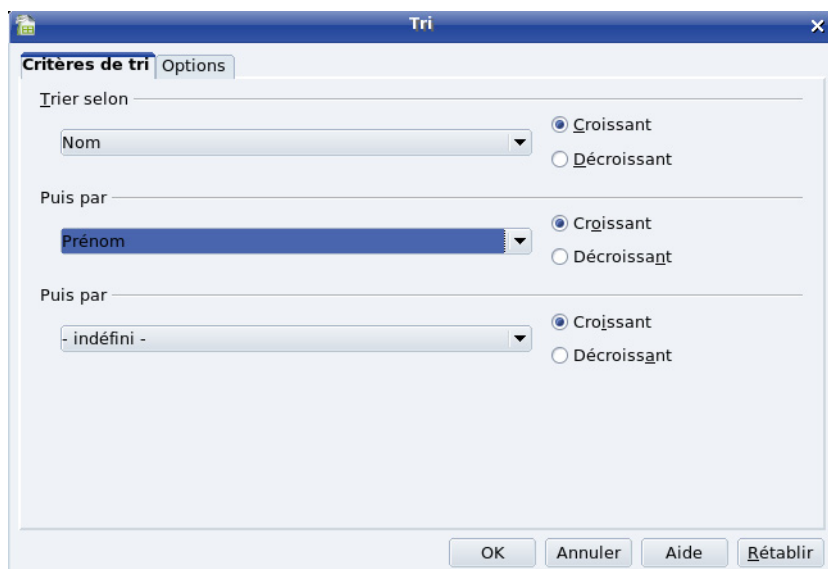 Tri
Critères de tri Options
Trier selon
Nom
Croissant
Décroissant
Puis par
Prénom
Croissant
Décroissant
Puis par
- indéfini -
Croissant
Décroissant
OK Annuler Aide Rétablir